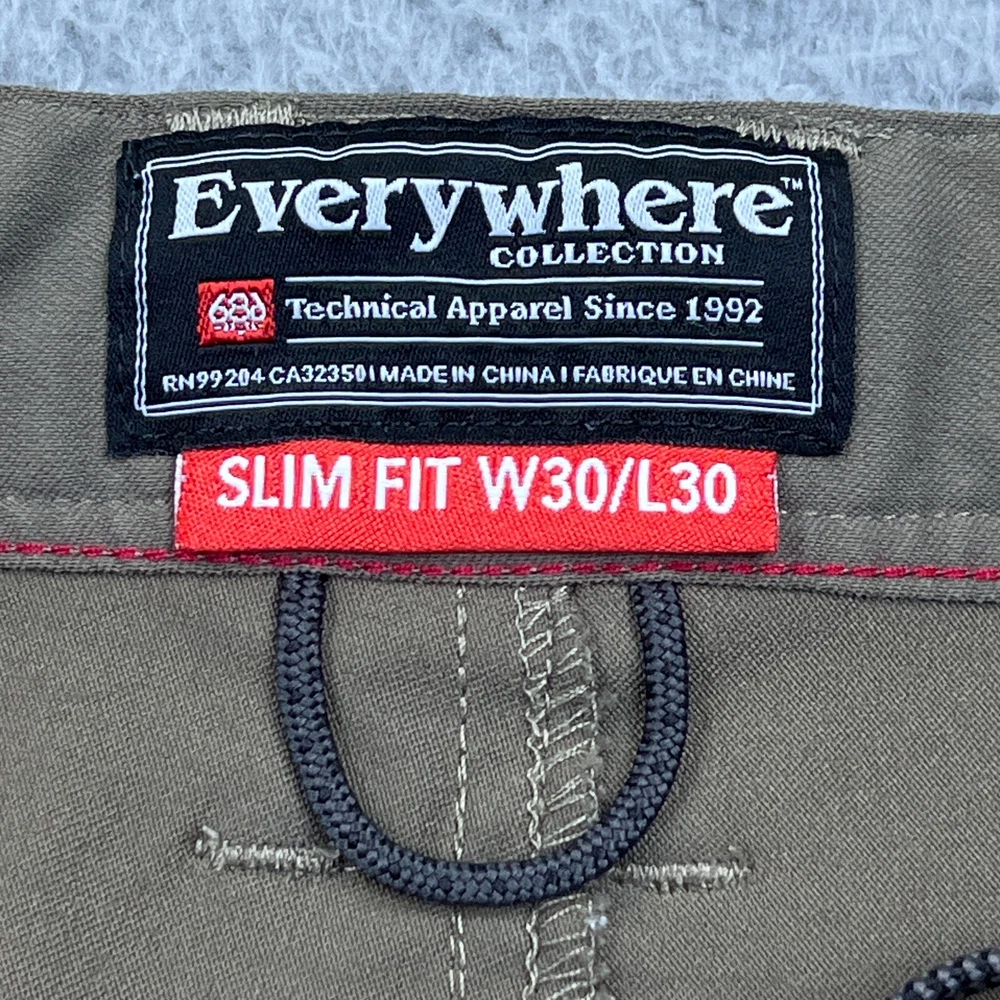 Everywhere™
COLLECTION
686 Technical Apparel Since 1992
RN99204 CA32350 | MADE IN CHINA | FABRIQUE EN CHINE
SLIM FIT W30/L30